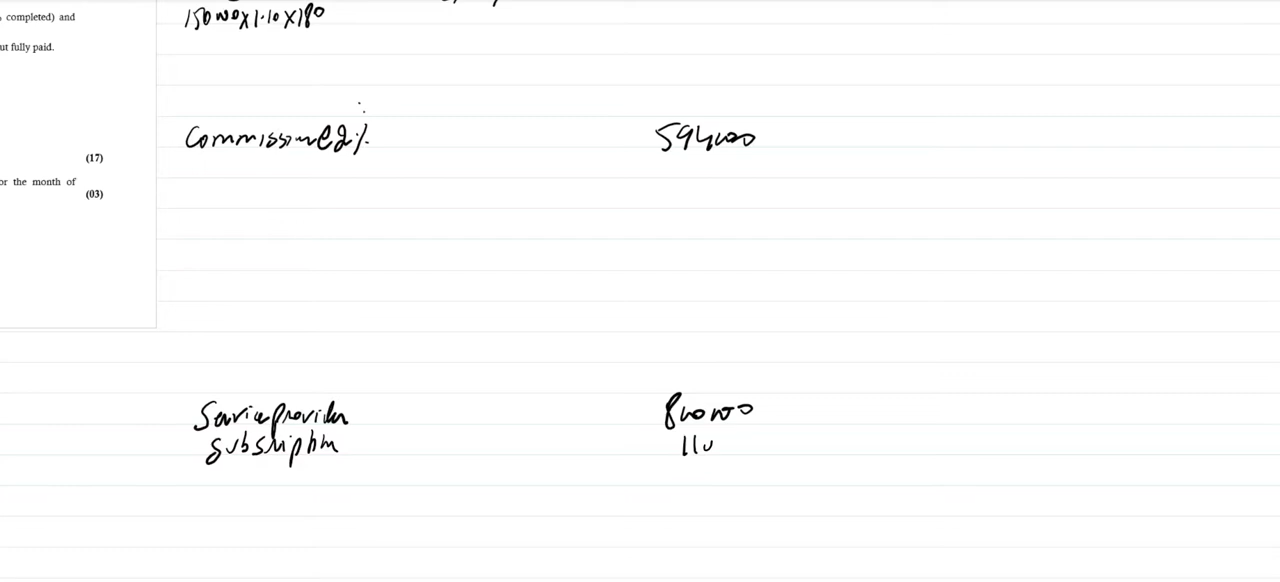 completed) and
150000x1.10x180
ut fully paid.
Commission@2%. 594000
(17)
or the month of
(03)
Service provider 800000
subscription 110